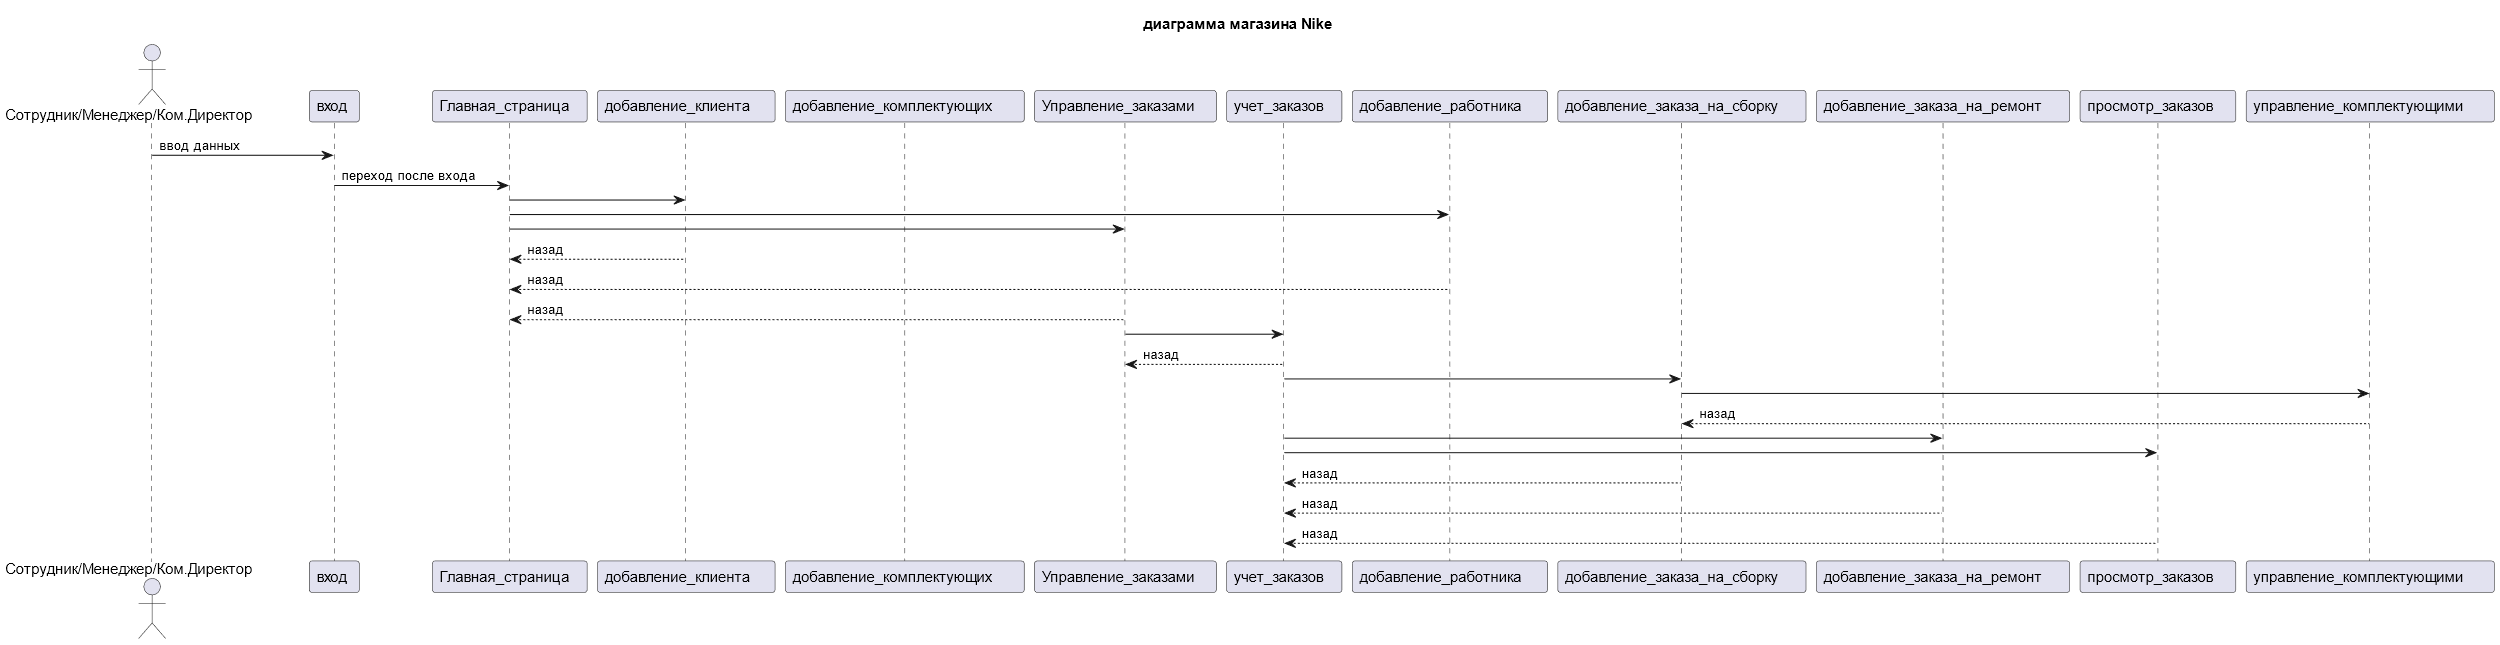 диаграмма магазина Nike
Сотрудник/Менеджер/Ком.Директор
вход
Главная_страница
добавление_клиента
добавление_комплектующих
Управление_заказами
учет_заказов
добавление_работника
добавление_заказа_на_сборку
добавление_заказа_на_ремонт
просмотр_заказов
управление_комплектующими
ввод данных
переход после входа
назад
назад
назад
назад
назад
назад
назад
назад
Сотрудник/Менеджер/Ком.Директор
вход
Главная_страница
добавление_клиента
добавление_комплектующих
Управление_заказами
учет_заказов
добавление_работника
добавление_заказа_на_сборку
добавление_заказа_на_ремонт
просмотр_заказов
управление_комплектующими